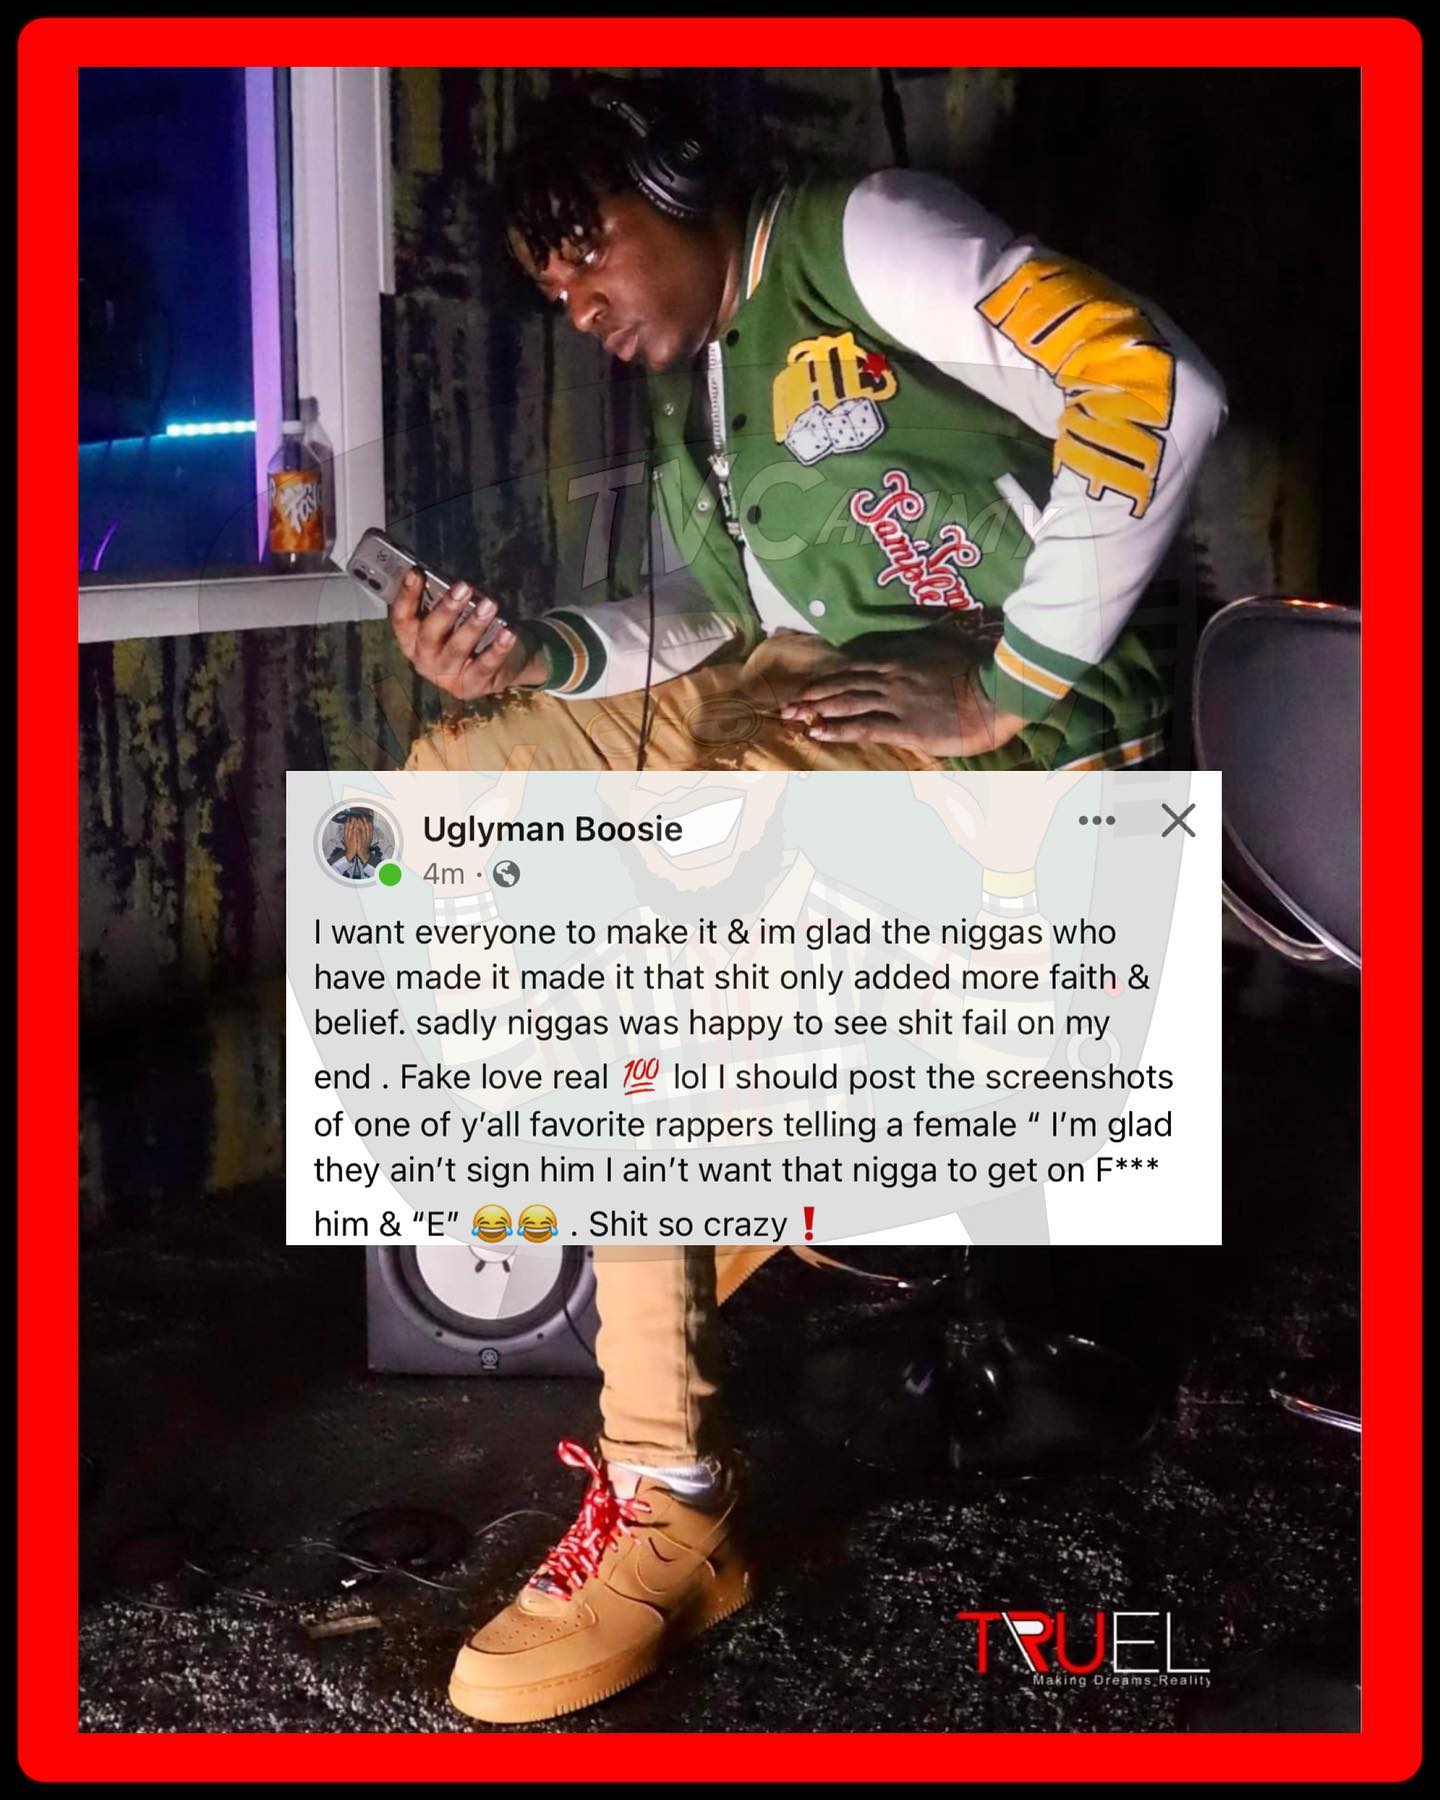 HOME
Fanta
TVCARMY
Uglyman Boosie
4m ·
I want everyone to make it & im glad the niggas who
have made it made it that shit only added more faith &
belief. sadly niggas was happy to see shit fail on my
end . Fake love real 💯 lol I should post the screenshots
of one of y’all favorite rappers telling a female “ I’m glad
they ain’t sign him I ain’t want that nigga to get on F***
him & “E” 😂😂 . Shit so crazy❗
TRUEL
Making Dreams Reality